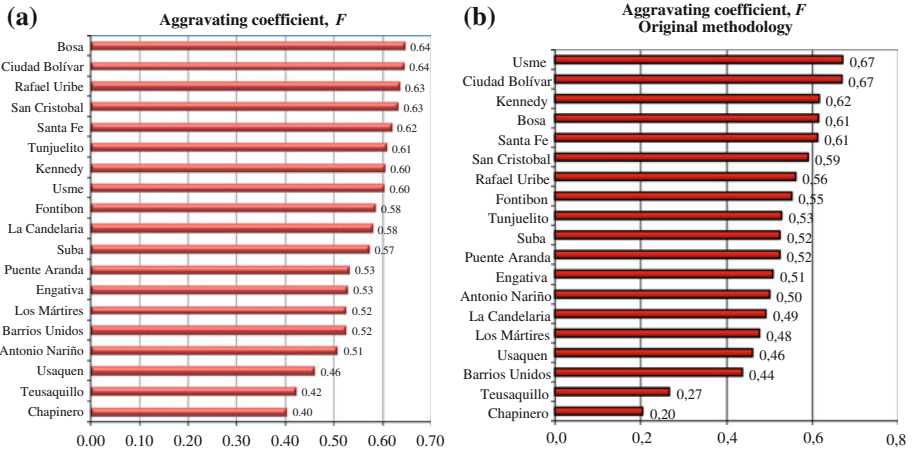 (a)
Aggravating coefficient, F
Bosa 0.64
Ciudad Bolívar 0.64
Rafael Uribe 0.63
San Cristobal 0.63
Santa Fe 0.62
Tunjuelito 0.61
Kennedy 0.60
Usme 0.60
Fontibon 0.58
La Candelaria 0.58
Suba 0.57
Puente Aranda 0.53
Engativa 0.53
Los Mártires 0.52
Barrios Unidos 0.52
Antonio Nariño 0.51
Usaquen 0.46
Teusaquillo 0.42
Chapinero 0.40
0.00 0.10 0.20 0.30 0.40 0.50 0.60 0.70
(b)
Aggravating coefficient, F
Original methodology
Usme 0,67
Ciudad Bolívar 0,67
Kennedy 0,62
Bosa 0,61
Santa Fe 0,61
San Cristobal 0,59
Rafael Uribe 0,56
Fontibon 0,55
Tunjuelito 0,53
Suba 0,52
Puente Aranda 0,52
Engativa 0,51
Antonio Nariño 0,50
La Candelaria 0,49
Los Mártires 0,48
Usaquen 0,46
Barrios Unidos 0,44
Teusaquillo 0,27
Chapinero 0,20
0,0 0,2 0,4 0,6 0,8